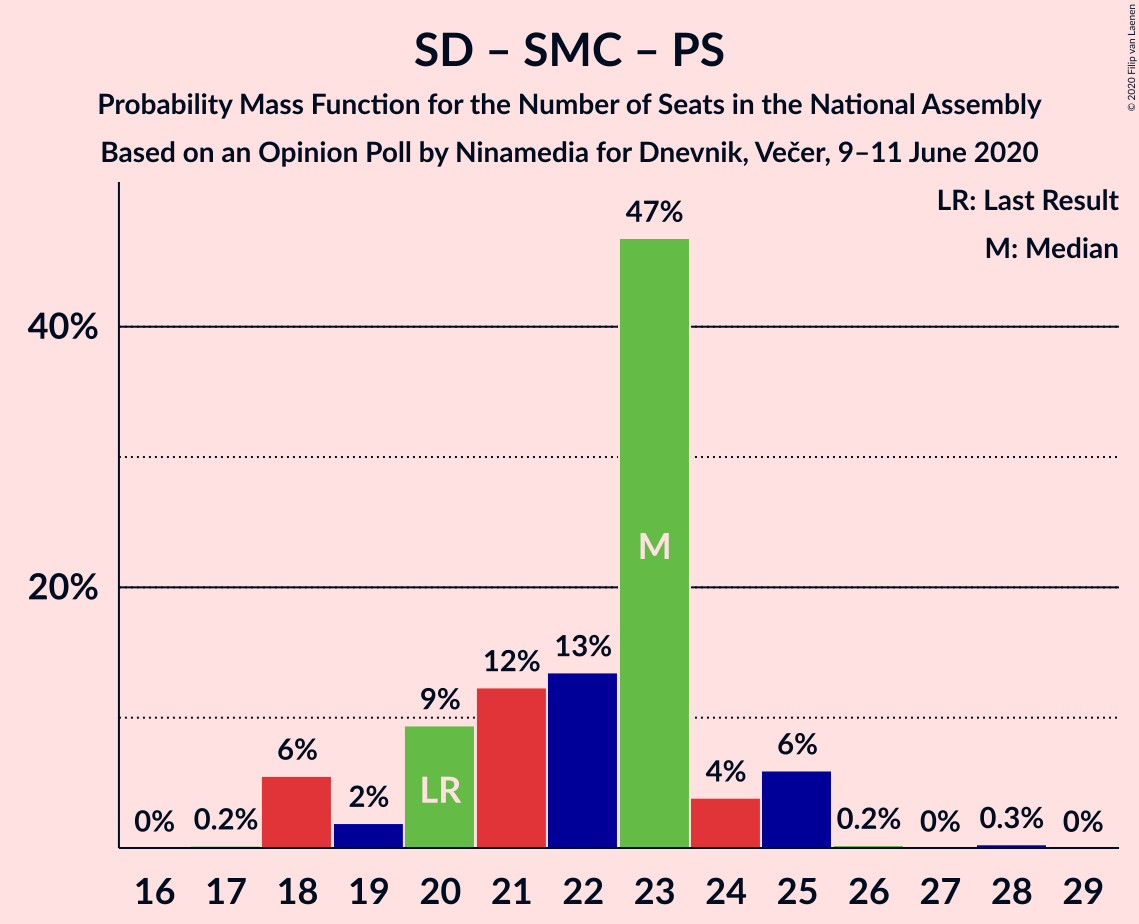 SD – SMC – PS
Probability Mass Function for the Number of Seats in the National Assembly
Based on an Opinion Poll by Ninamedia for Dnevnik, Večer, 9–11 June 2020
© 2020 Filip van Laenen
LR: Last Result
M: Median
47%
40%
M
20%
13%
12%
9%
6%
6%
4%
2%
LR
0%
0.2%
0.2%
0%
0.3%
0%
16 17 18 19 20 21 22 23 24 25 26 27 28 29